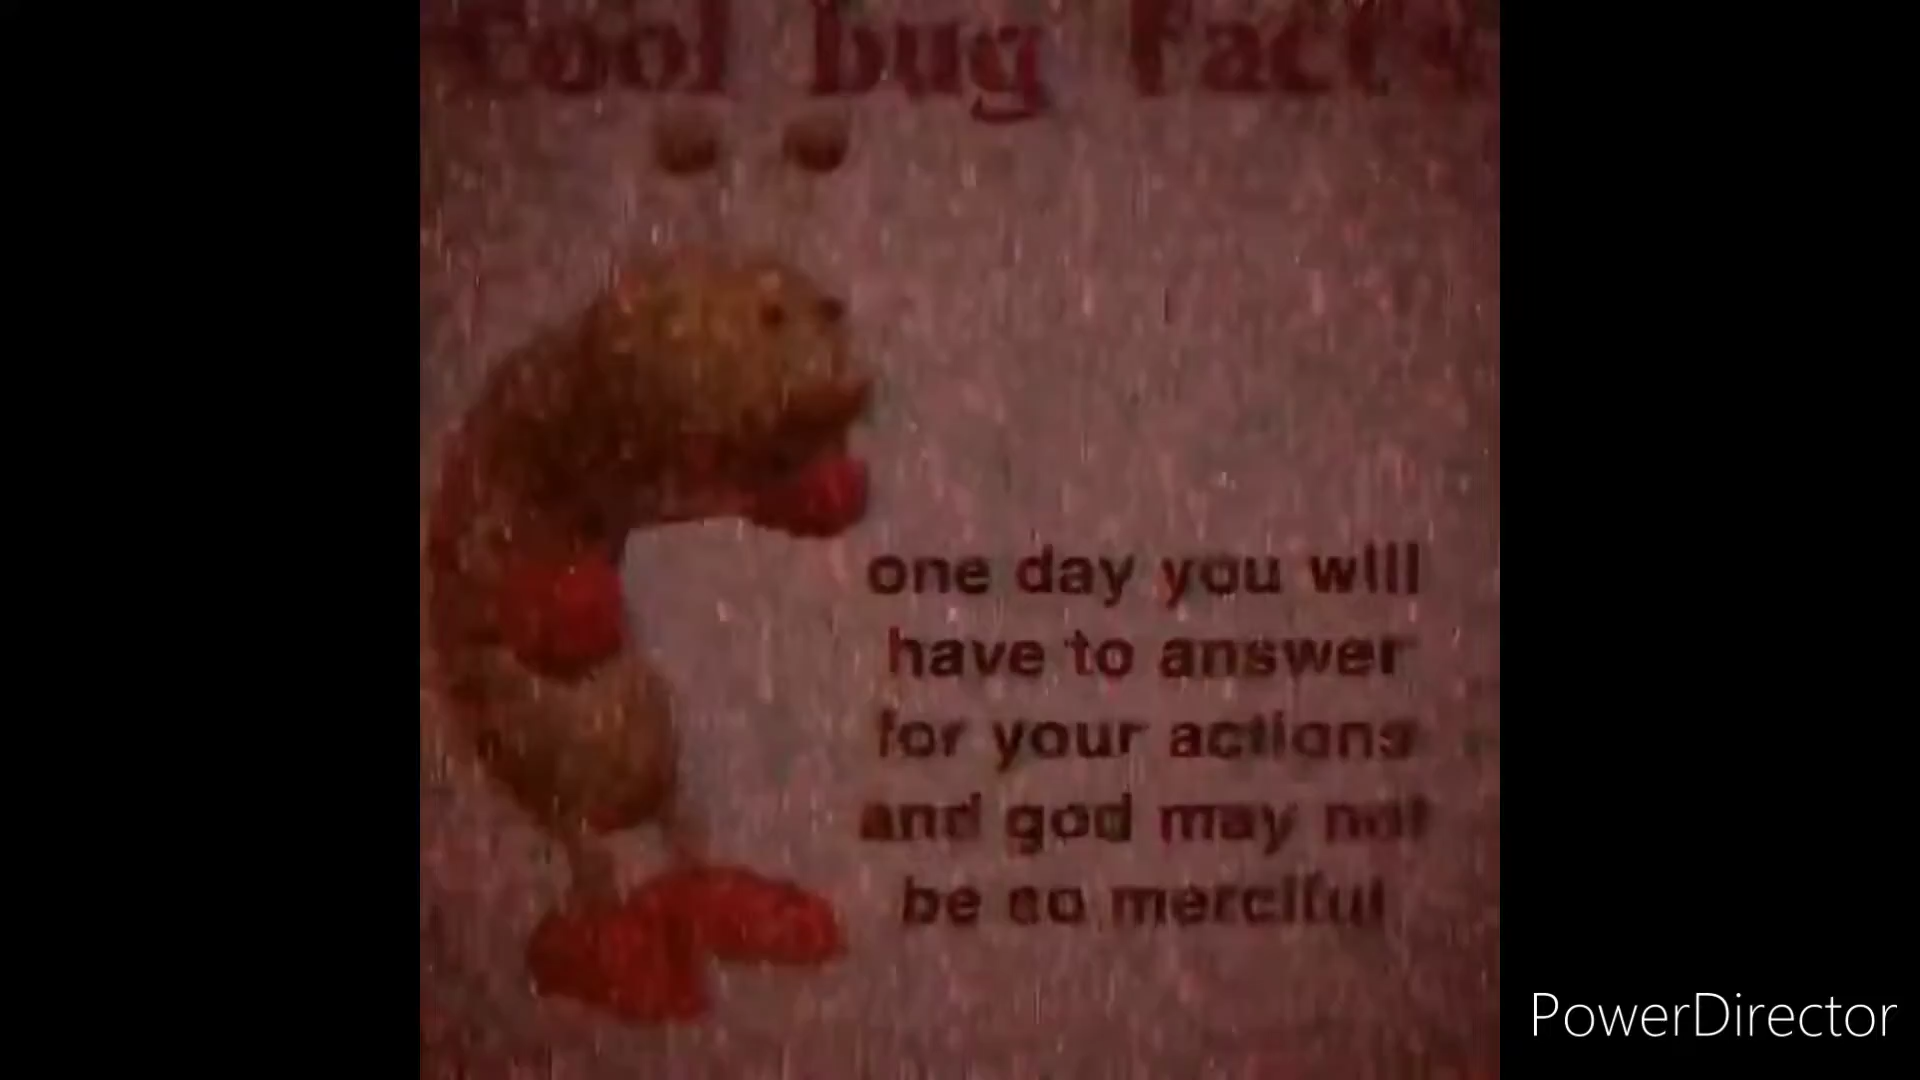 cool bug facts
one day you will
have to answer
for your actions
and god may not
be so merciful
PowerDirector